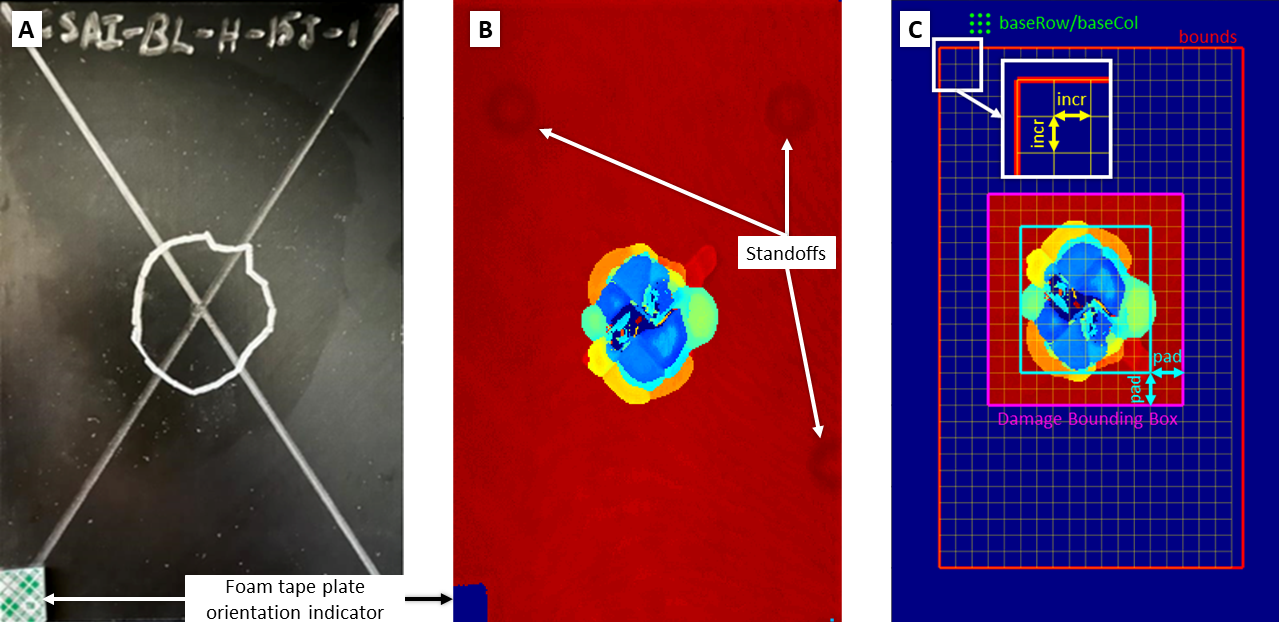 A
-SAI-BL-H-15J-1
B
Standoffs
Foam tape plate
orientation indicator
C
baseRow/baseCol
bounds
incr
incr
pad
pad
Damage Bounding Box